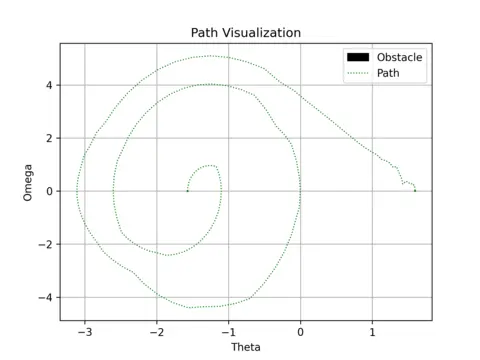 Path Visualization
Obstacle
Path
Omega
4
2
0
−2
−4
−3
−2
−1
0
1
Theta